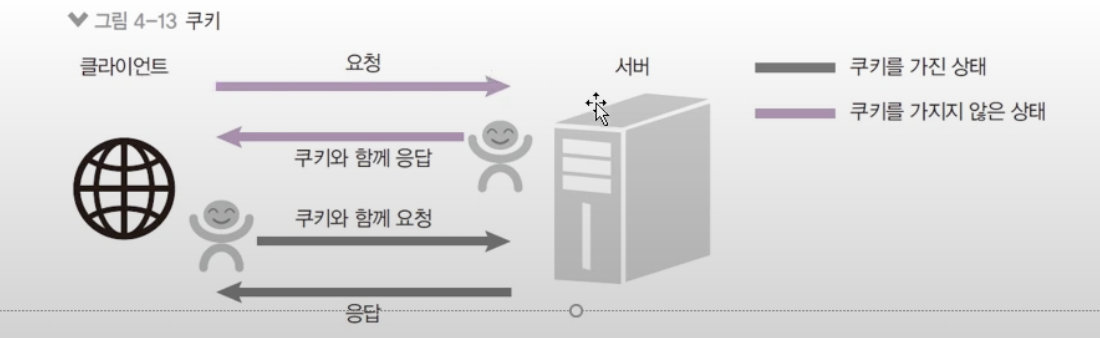 그림 4-13 쿠키
클라이언트
요청
서버
쿠키를 가진 상태
쿠키를 가지지 않은 상태
쿠키와 함께 응답
쿠키와 함께 요청
응답